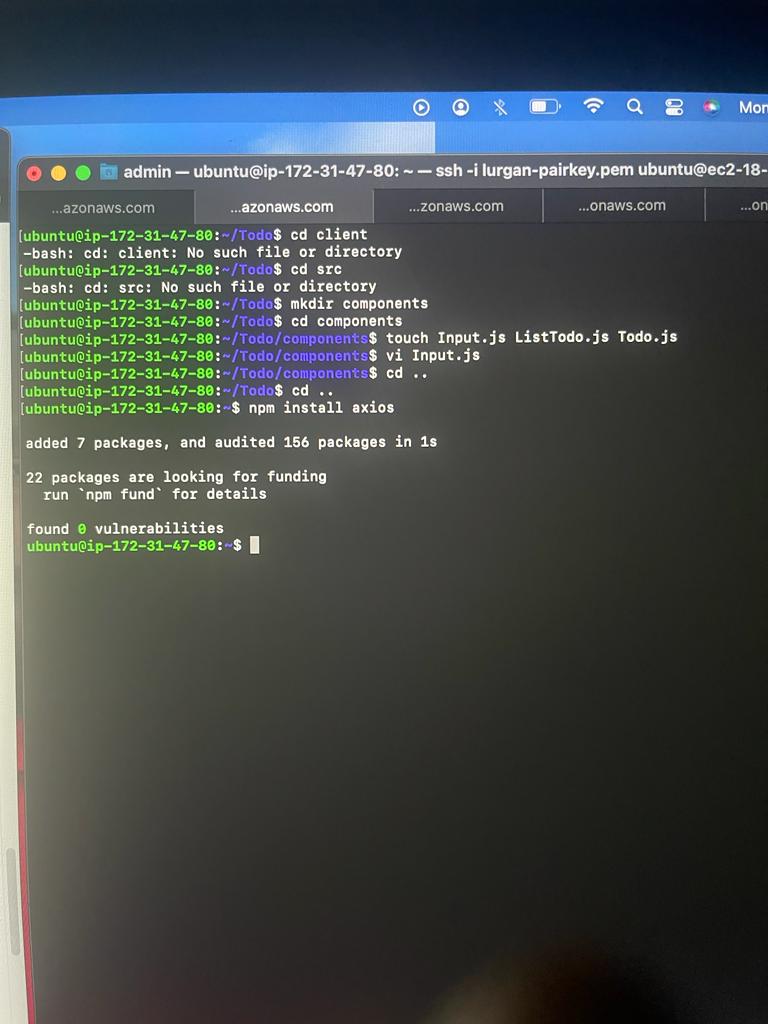 Mon
admin — ubuntu@ip-172-31-47-80: ~ — ssh -i lurgan-pairkey.pem ubuntu@ec2-18-
...azonaws.com ...azonaws.com ...zonaws.com ...onaws.com ...on
[ubuntu@ip-172-31-47-80:~/Todo$ cd client
-bash: cd: client: No such file or directory
[ubuntu@ip-172-31-47-80:~/Todo$ cd src
-bash: cd: src: No such file or directory
[ubuntu@ip-172-31-47-80:~/Todo$ mkdir components
[ubuntu@ip-172-31-47-80:~/Todo$ cd components
[ubuntu@ip-172-31-47-80:~/Todo/components$ touch Input.js ListTodo.js Todo.js
[ubuntu@ip-172-31-47-80:~/Todo/components$ vi Input.js
[ubuntu@ip-172-31-47-80:~/Todo/components$ cd ..
[ubuntu@ip-172-31-47-80:~/Todo$ cd ..
[ubuntu@ip-172-31-47-80:~$ npm install axios
added 7 packages, and audited 156 packages in 1s
22 packages are looking for funding
run `npm fund` for details
found 0 vulnerabilities
ubuntu@ip-172-31-47-80:~$